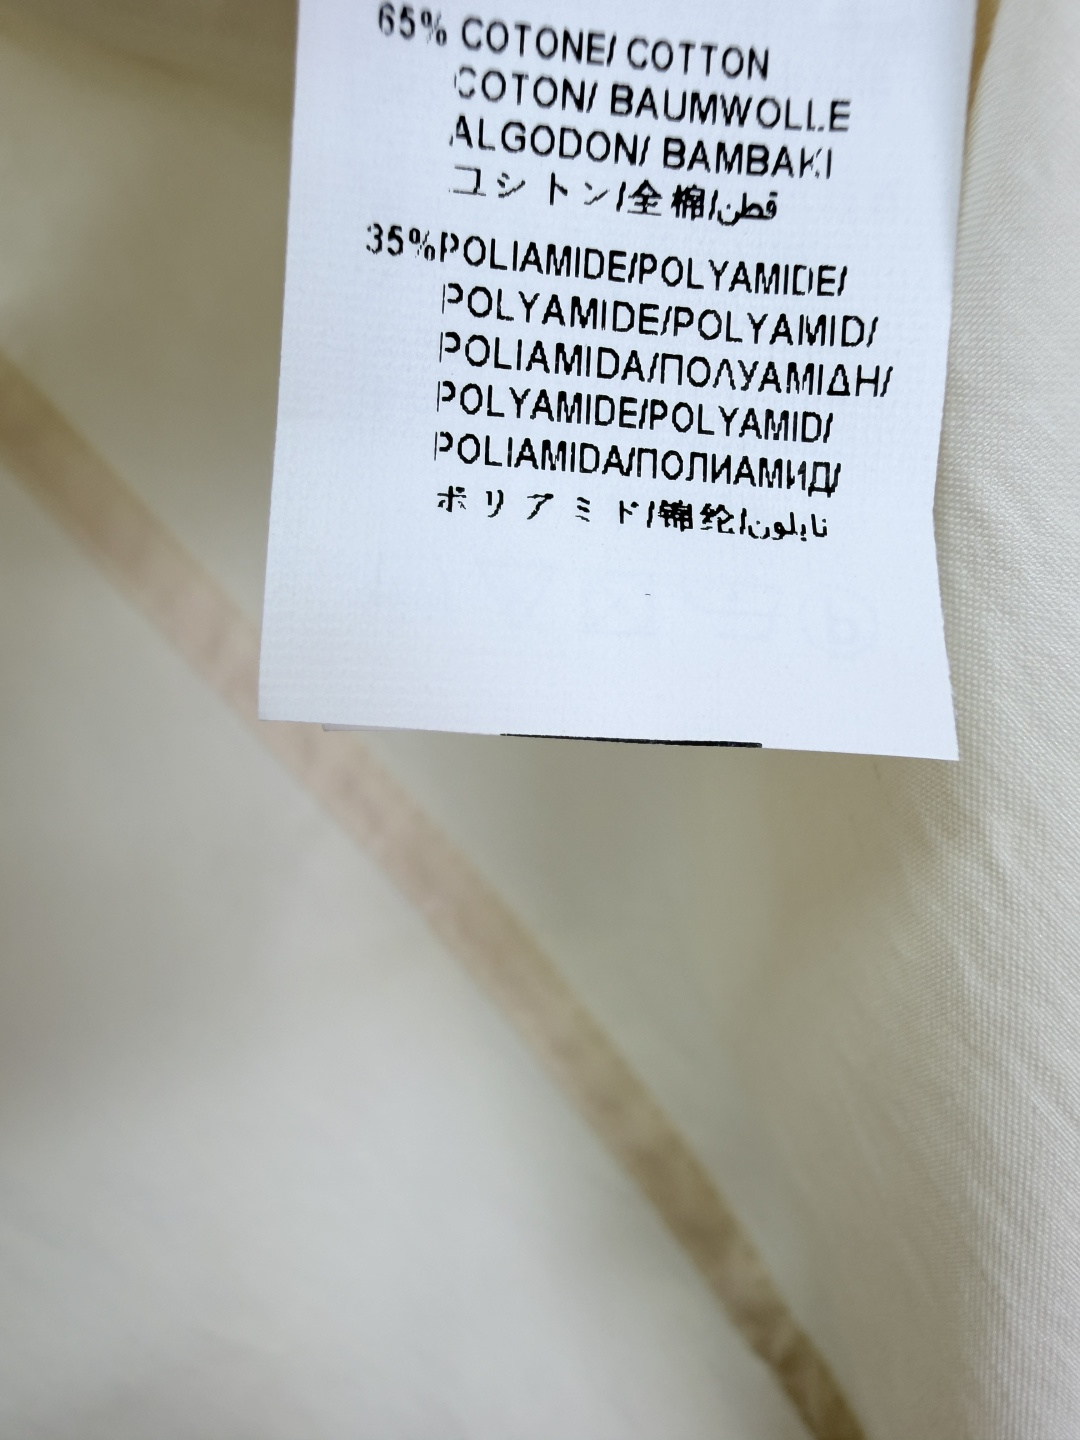 65% COTONE/ COTTON
COTON/ BAUMWOLLE
ALGODON/ BAMBAKI
コシトン/全棉/قطن
35%POLIAMIDE/POLYAMIDE/
POLYAMIDE/POLYAMID/
POLIAMIDA/ΠΟΛΥΑΜΙΔΗ/
POLYAMIDE/POLYAMID/
POLIAMIDA/ПОЛИАМИД/
ポリアミド/锦纶/نايلون